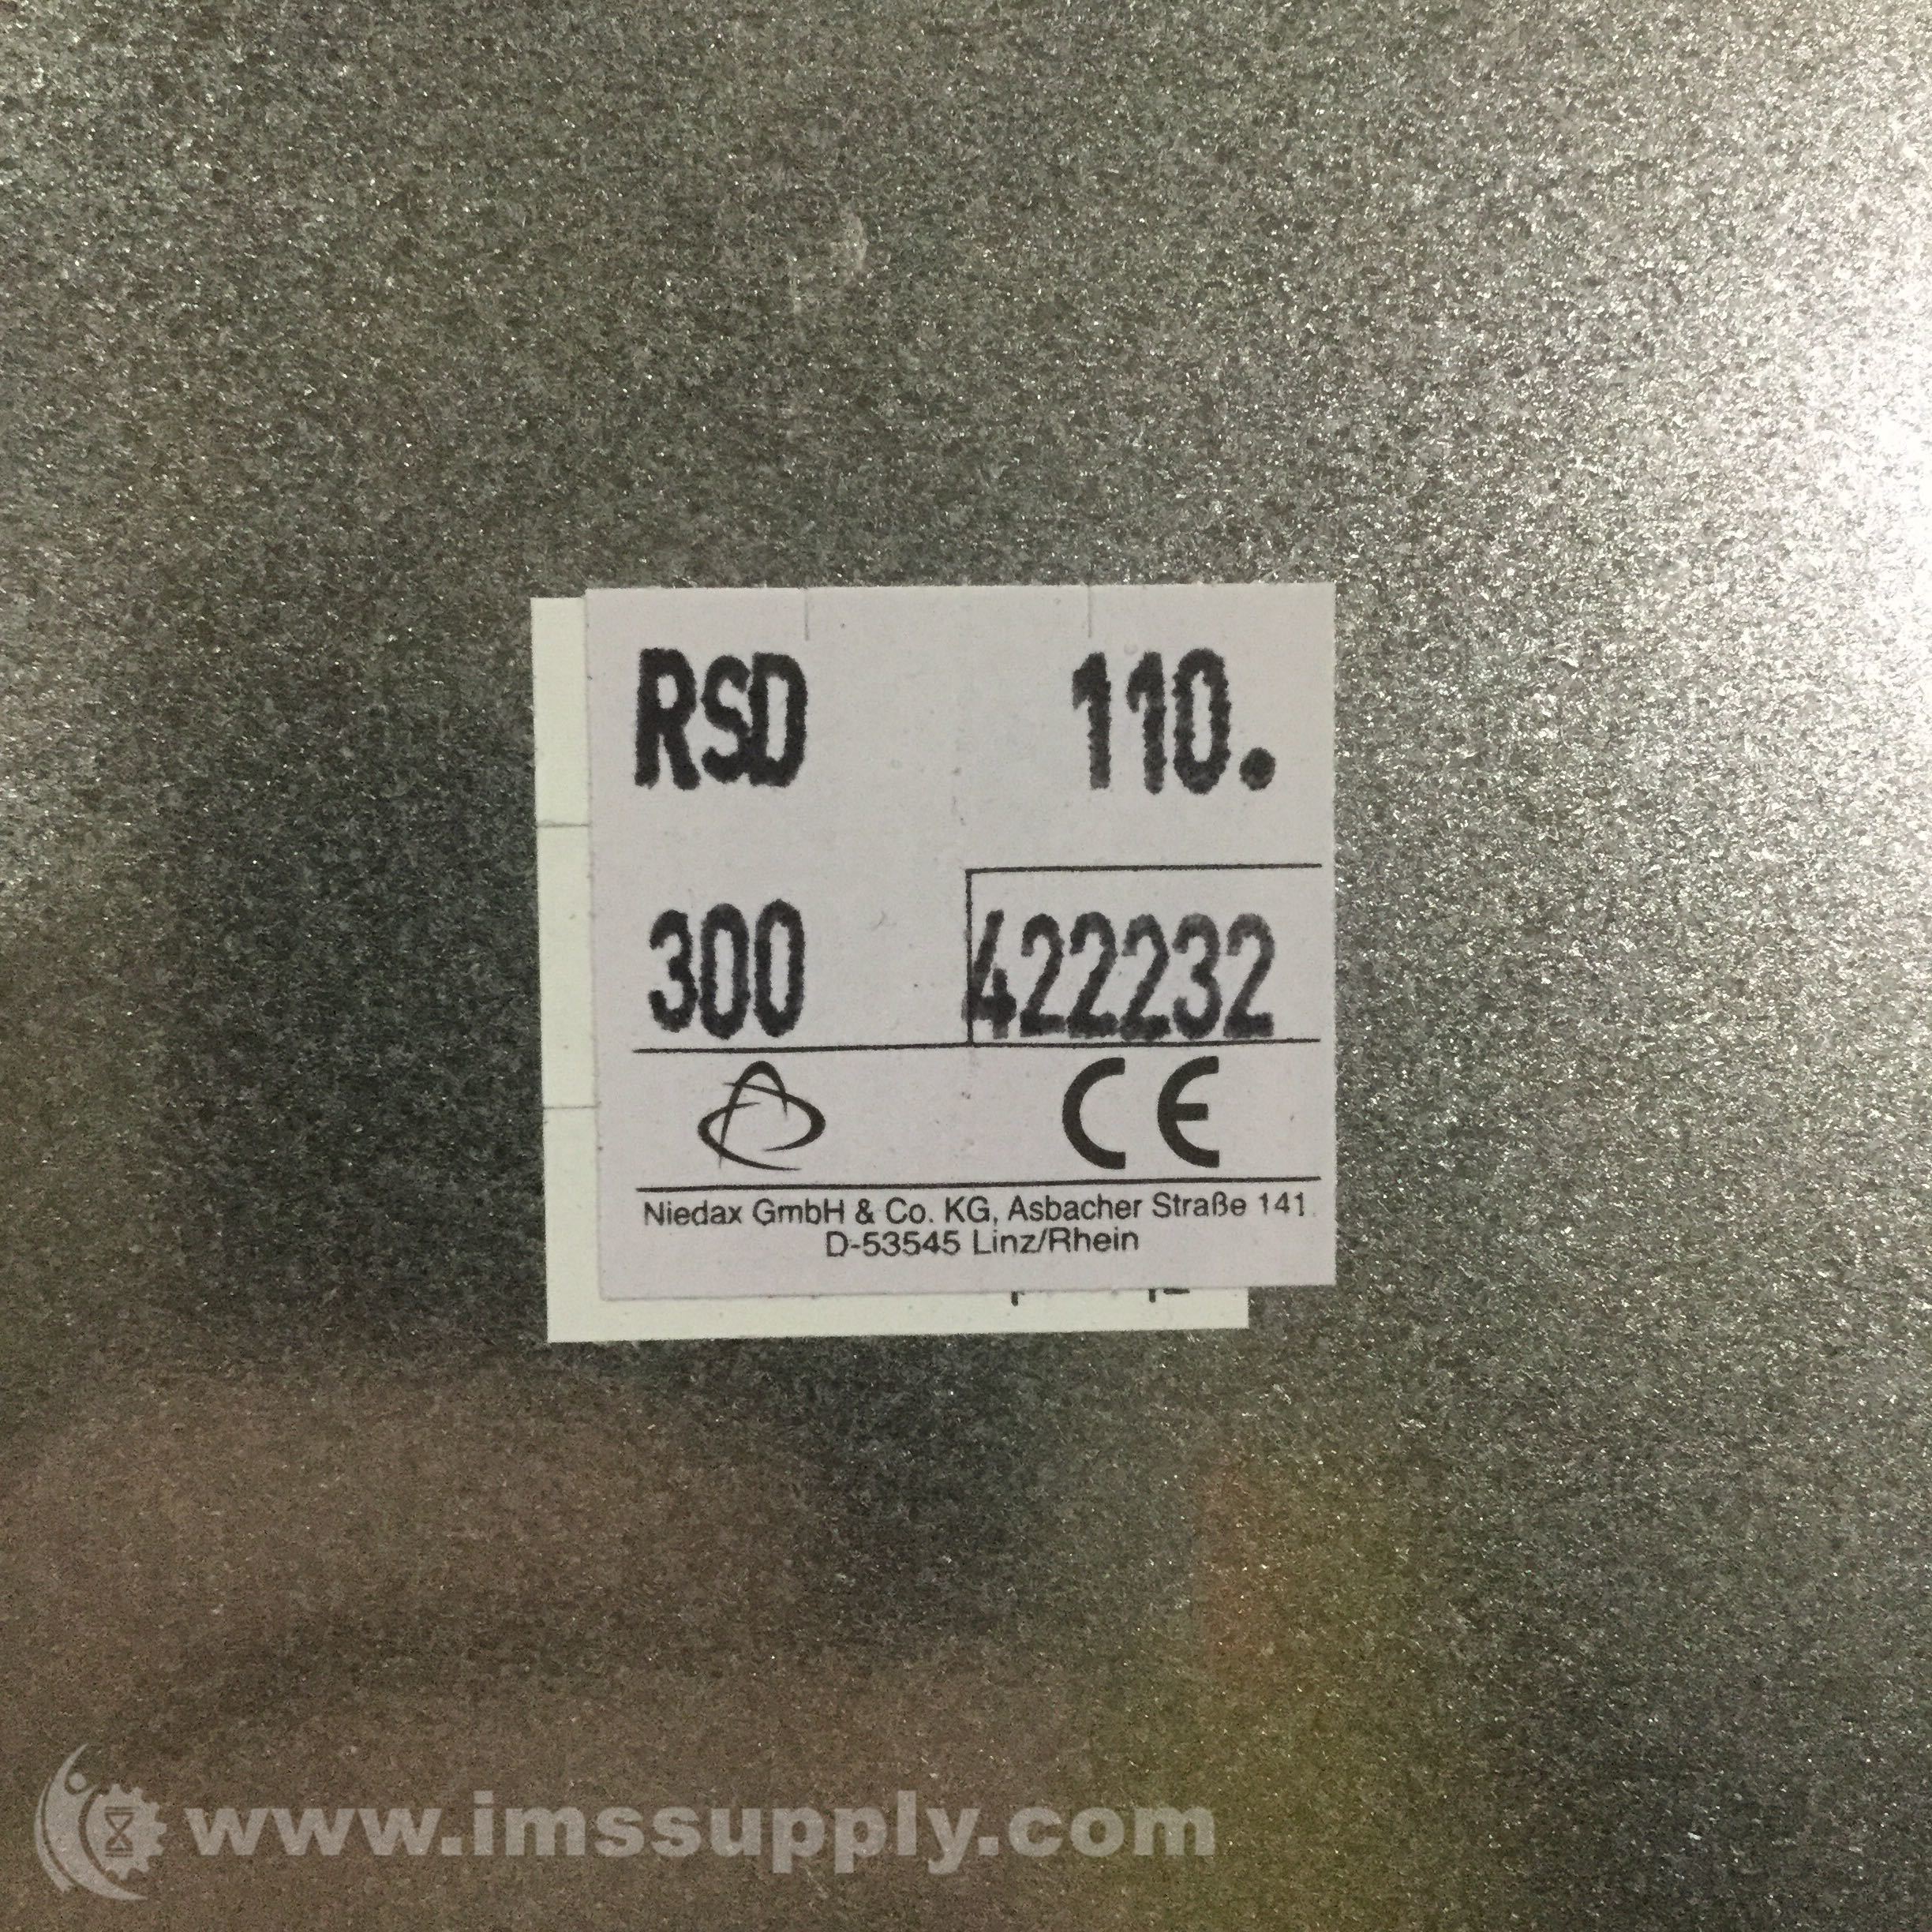 RSD 110.
300 422232
CE
Niedax GmbH & Co. KG, Asbacher Straße 141
D-53545 Linz/Rhein
www.imssupply.com